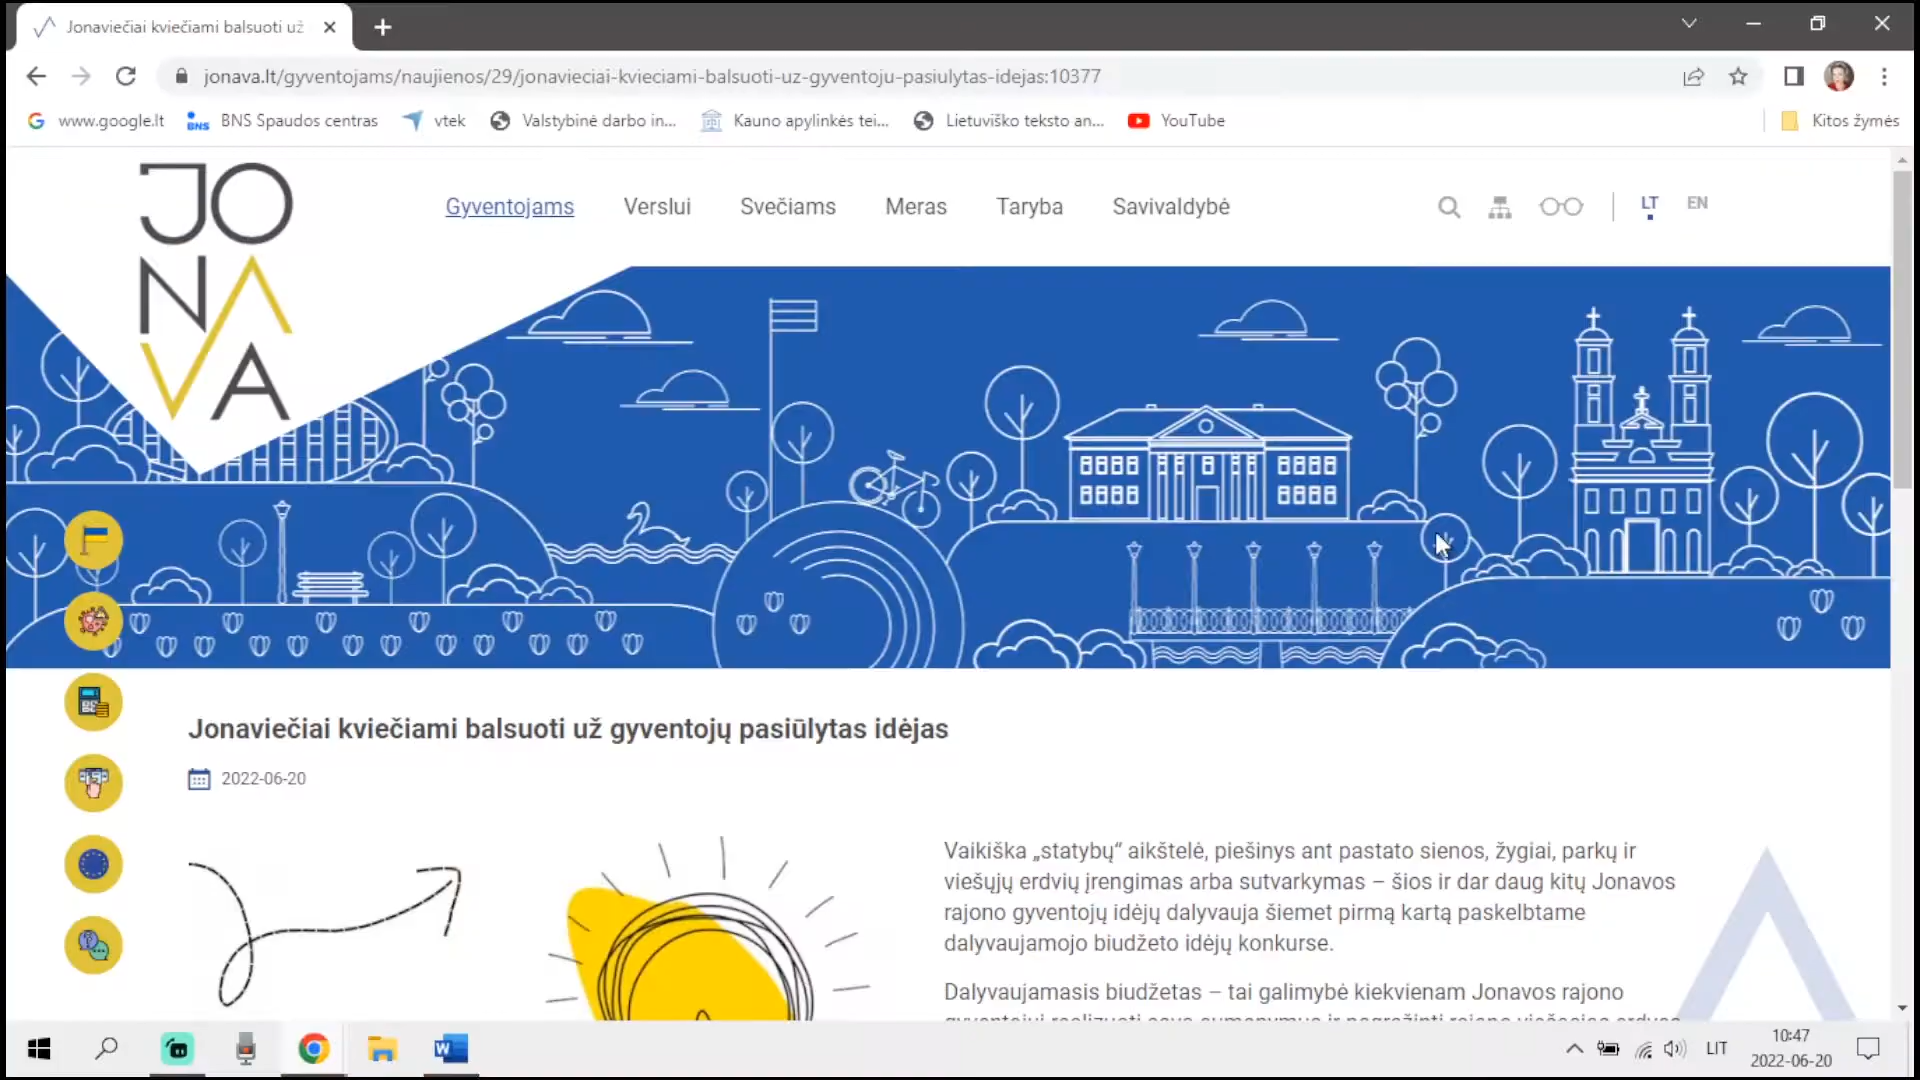 Jonaviečiai kviečiami balsuoti už
jonava.lt/gyventojams/naujienos/29/jonavieciai-kvieciami-balsuoti-uz-gyventoju-pasiulytas-idejas:10377
www.google.lt
BNS Spaudos centras
vtek
Valstybinė darbo in...
Kauno apylinkės tei...
Lietuviško teksto an...
YouTube
Kitos žymės
JO
NA
VA
Gyventojams
Verslui
Svečiams
Meras
Taryba
Savivaldybė
LT
EN
Jonaviečiai kviečiami balsuoti už gyventojų pasiūlytas idėjas
2022-06-20
Vaikiška „statybų“ aikštelė, piešinys ant pastato sienos, žygiai, parkų ir
viešųjų erdvių įrengimas arba sutvarkymas – šios ir dar daug kitų Jonavos
rajono gyventojų idėjų dalyvauja šiemet pirmą kartą paskelbtame
dalyvaujamojo biudžeto idėjų konkurse.
Dalyvaujamasis biudžetas – tai galimybė kiekvienam Jonavos rajono
LIT
10:47
2022-06-20